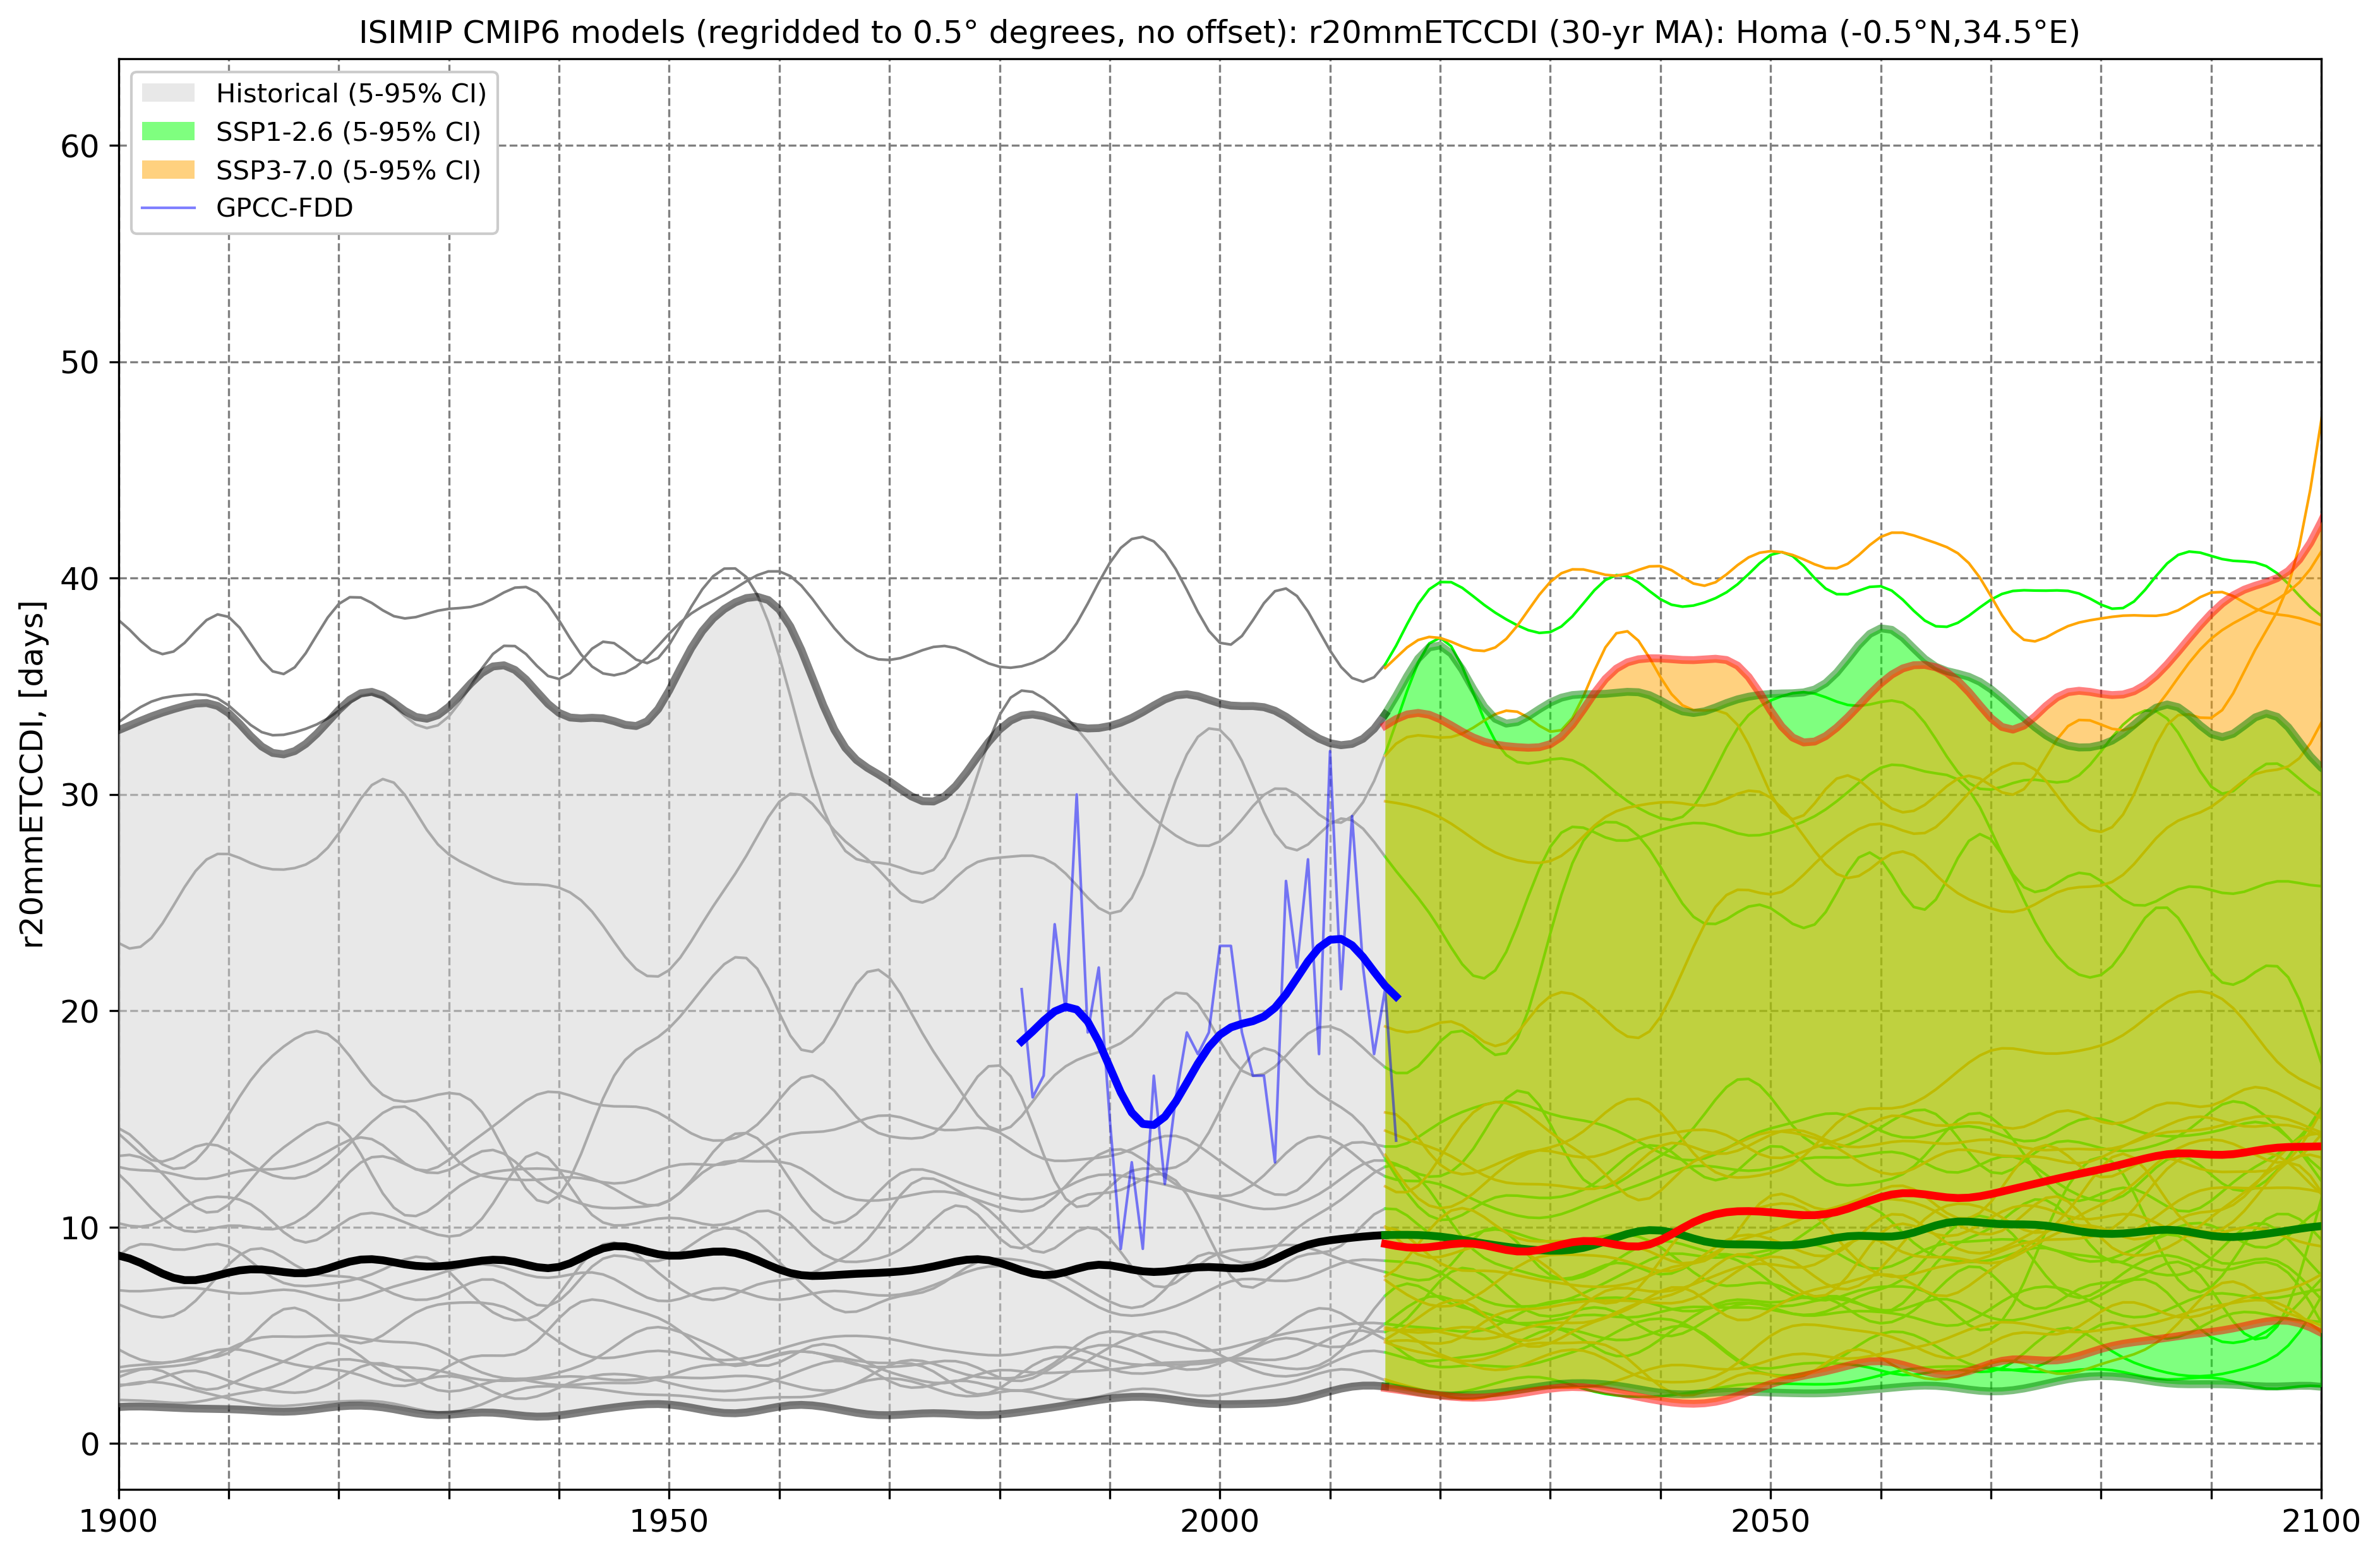 ISIMIP CMIP6 models (regridded to 0.5° degrees, no offset): r20mmETCCDI (30-yr MA): Homa (-0.5°N,34.5°E)
Historical (5-95% CI)
SSP1-2.6 (5-95% CI)
SSP3-7.0 (5-95% CI)
GPCC-FDD
r20mmETCCDI, [days]
60
50
40
30
20
10
0
1900
1950
2000
2050
2100